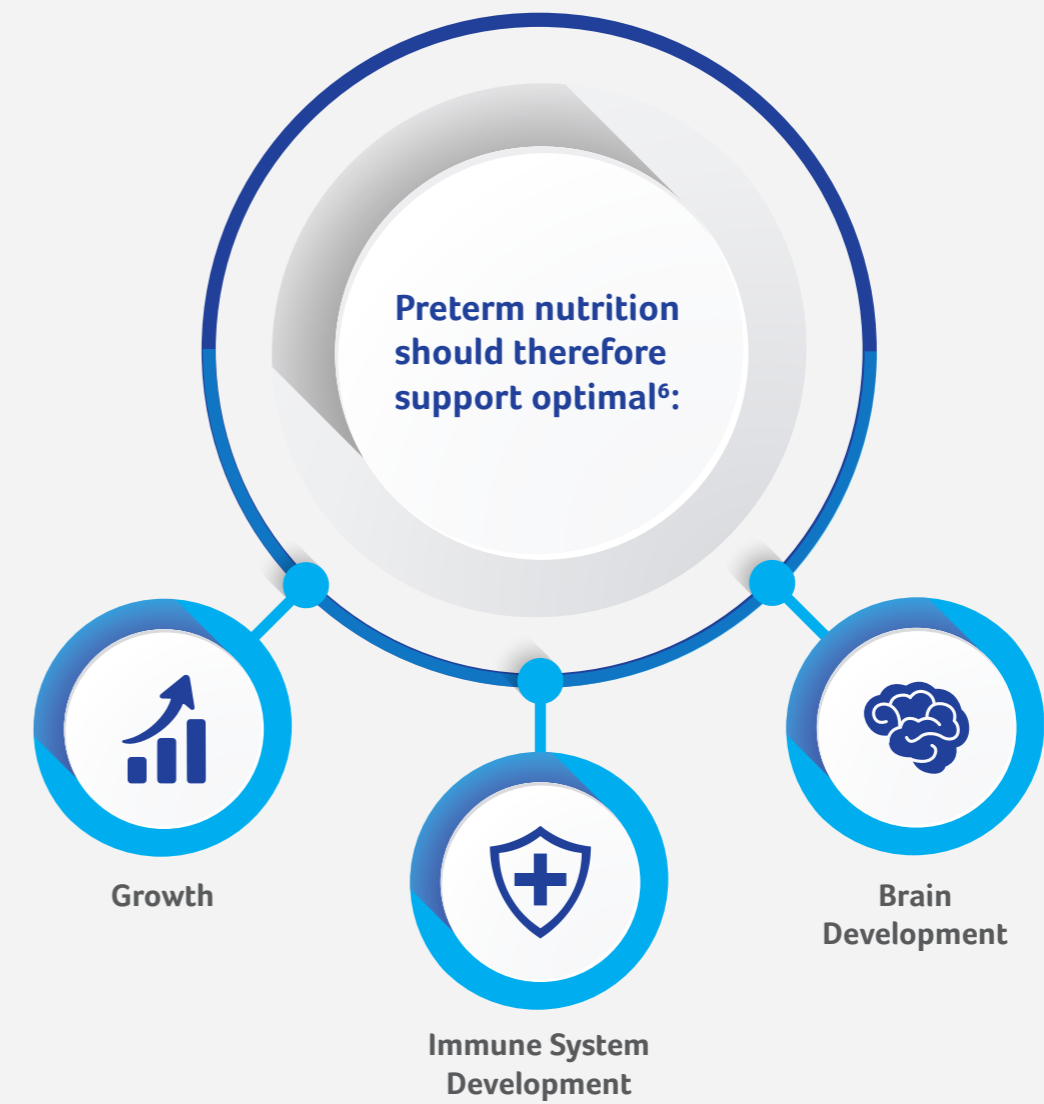 Preterm nutrition
should therefore
support optimal⁶:
Growth
Immune System
Development
Brain
Development